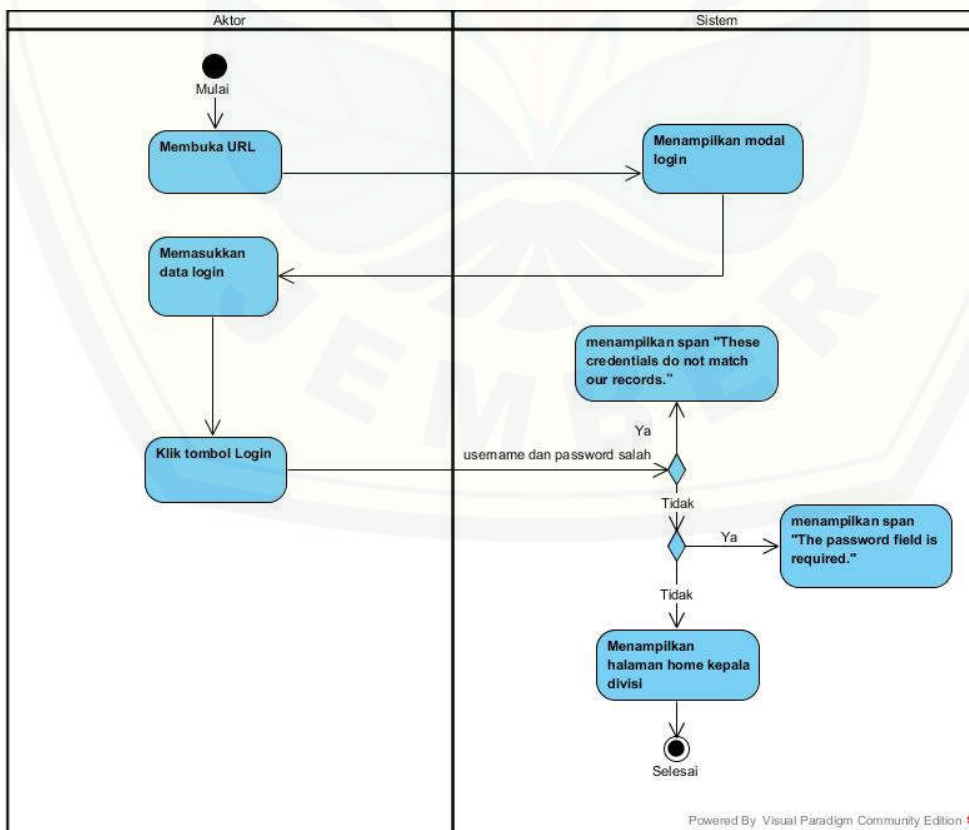 Aktor
Sistem
Mulai
Membuka URL
Menampilkan modal
login
Memasukkan
data login
menampilkan span "These
credentials do not match
our records."
Ya
Klik tombol Login
username dan password salah
Tidak
menampilkan span
"The password field is
required."
Ya
Tidak
Menampilkan
halaman home kepala
divisi
Selesai
JEMBER
Powered By Visual Paradigm Community Edition